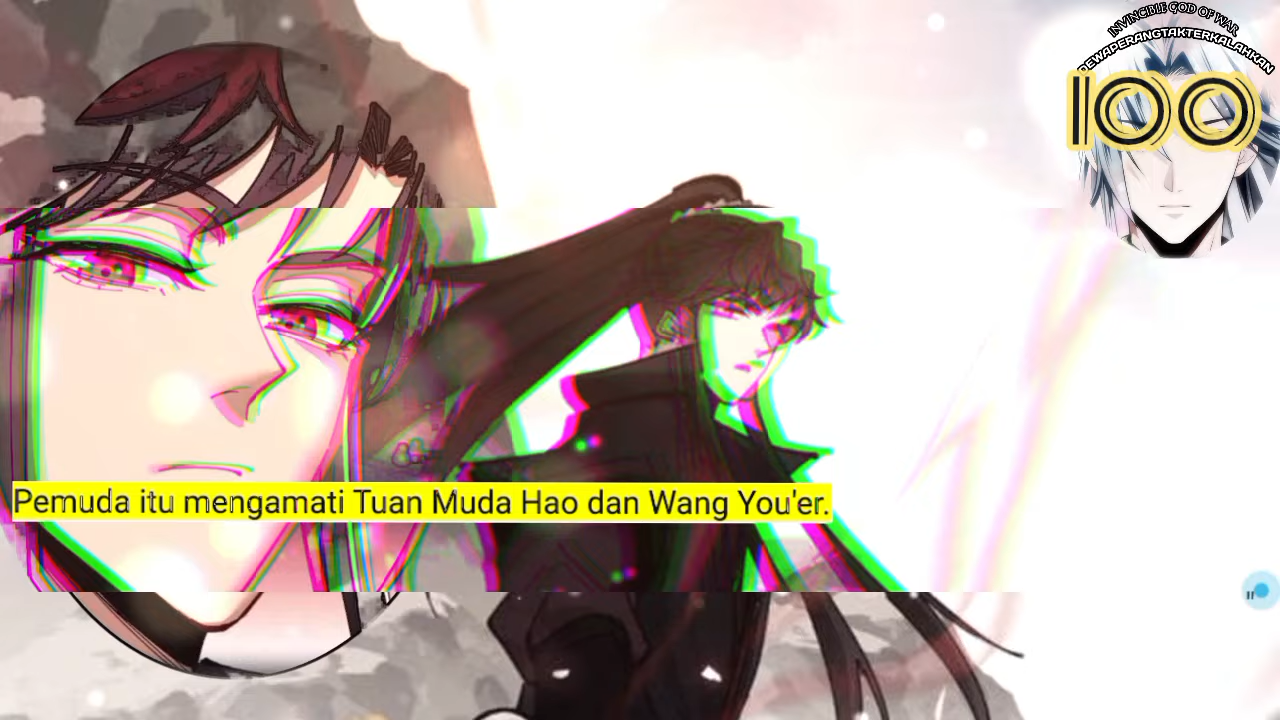 INVINCIBLE GOD OF WAR
DEWAPERANGTAKTERKALAHKAN
100
Pemuda itu mengamati Tuan Muda Hao dan Wang You'er.